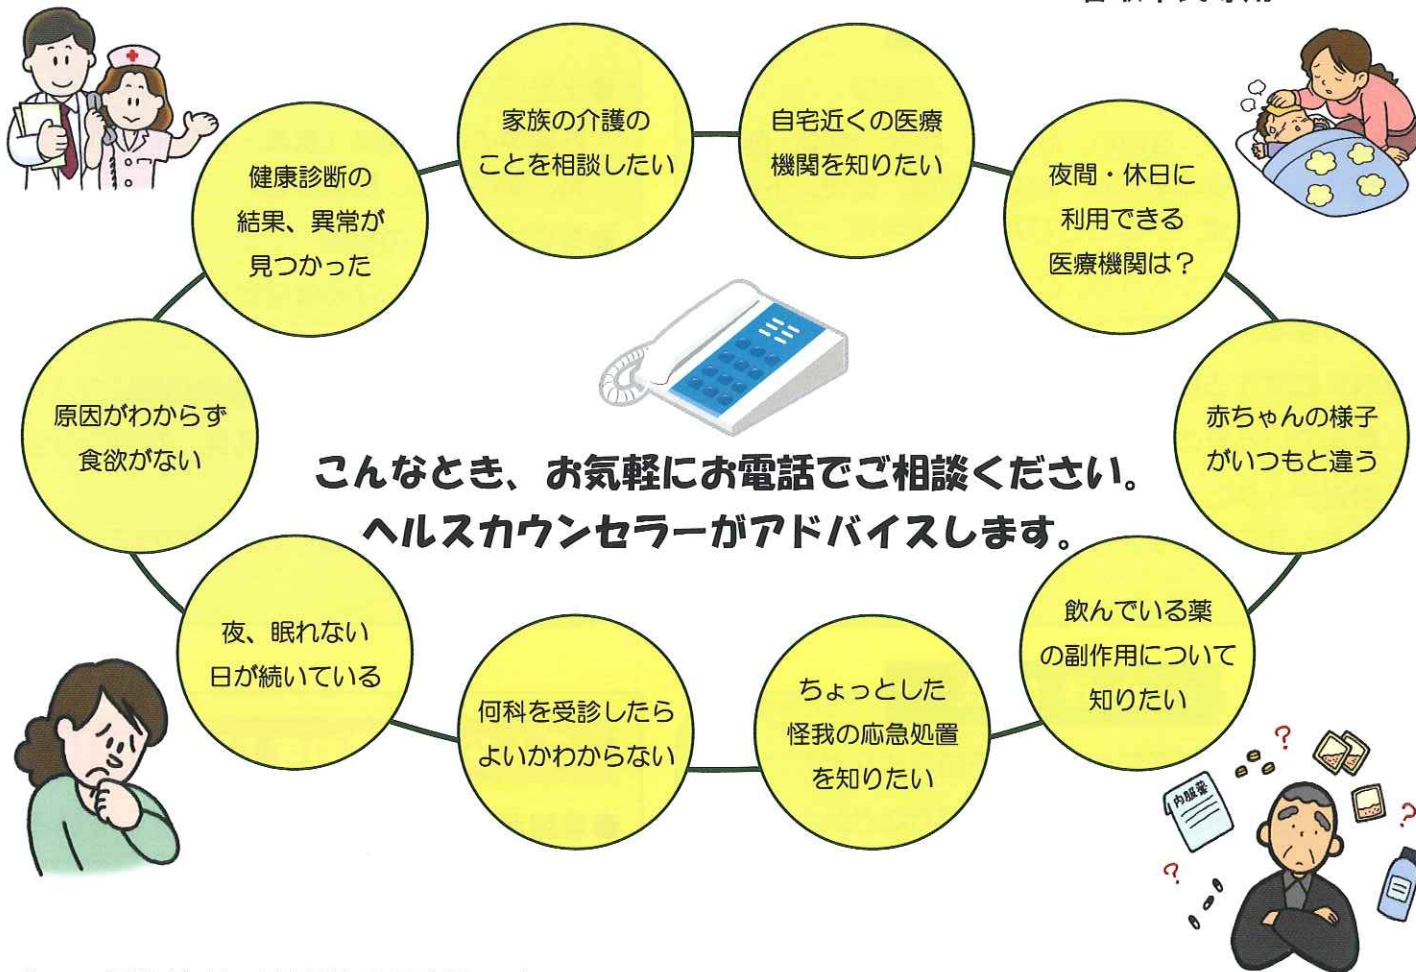 家族の介護の
ことを相談したい
自宅近くの医療
機関を知りたい
健康診断の
結果、異常が
見つかった
夜間・休日に
利用できる
医療機関は？
原因がわからず
食欲がない
赤ちゃんの様子
がいつもと違う
こんなとき、お気軽にお電話でご相談ください。
ヘルスカウンセラーがアドバイスします。
夜、眠れない
日が続いている
何科を受診したら
よいかわからない
ちょっとした
怪我の応急処置
を知りたい
飲んでいる薬
の副作用について
知りたい
?
内服薬
?
?